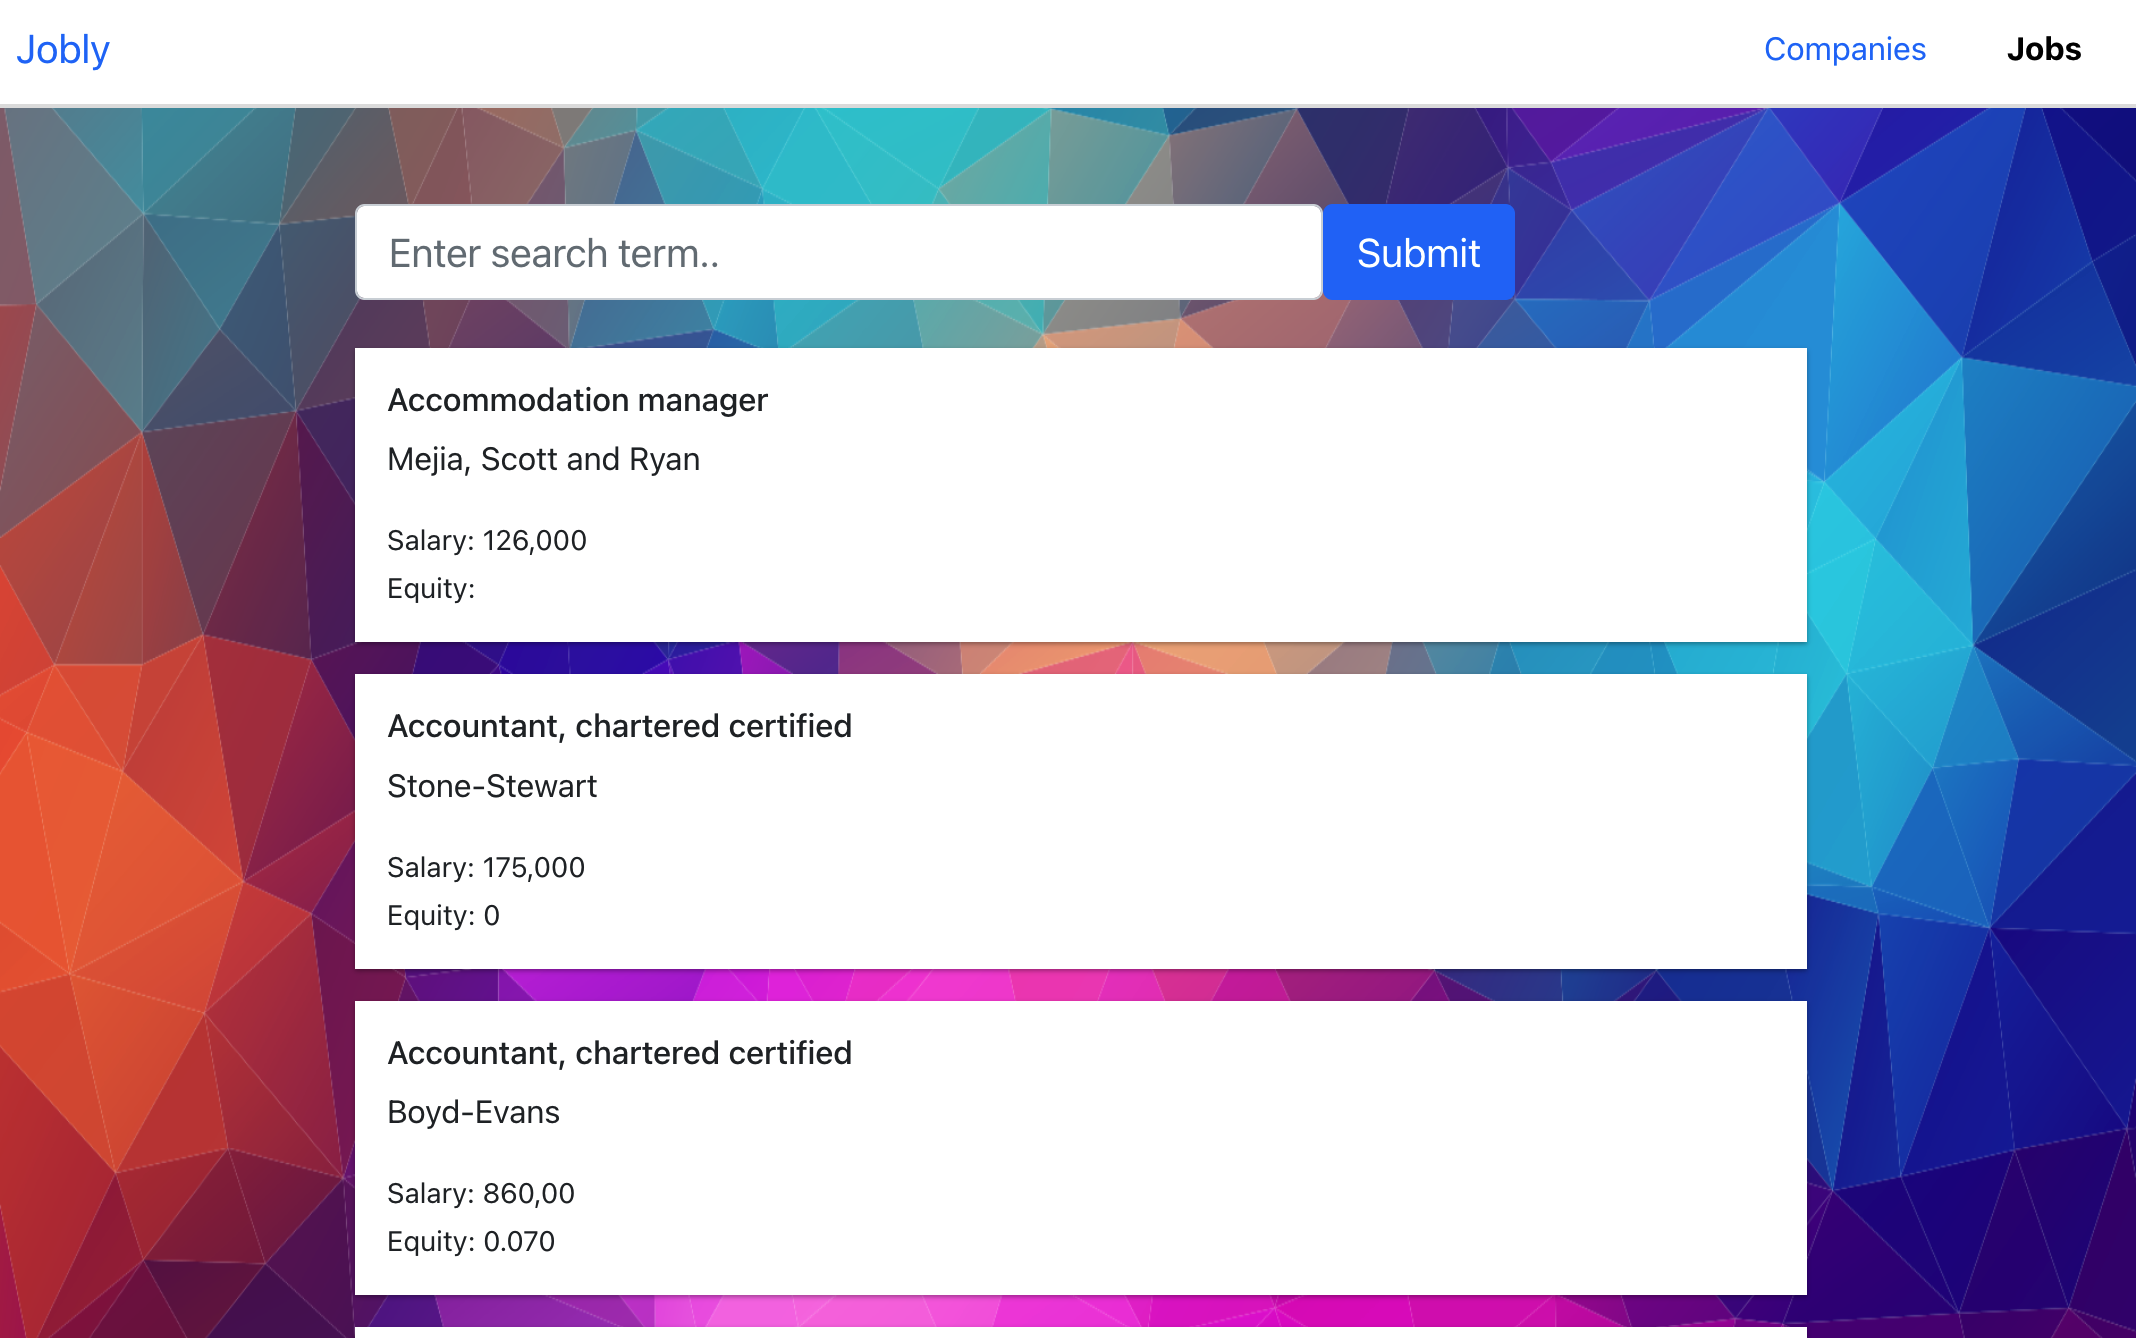 Jobly
Companies
Jobs
Enter search term..
Submit
Accommodation manager
Mejia, Scott and Ryan
Salary: 126,000
Equity:
Accountant, chartered certified
Stone-Stewart
Salary: 175,000
Equity: 0
Accountant, chartered certified
Boyd-Evans
Salary: 860,00
Equity: 0.070